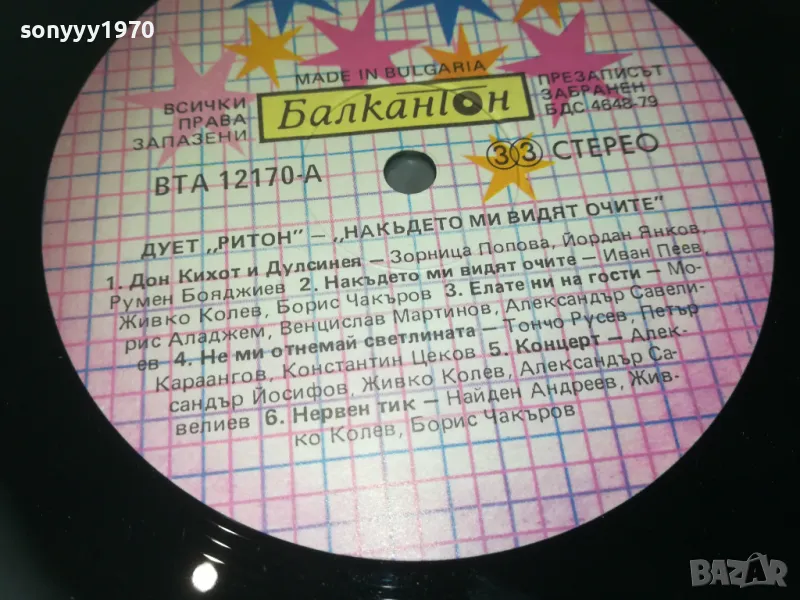 sonyyy1970
MADE IN BULGARIA
ВСИЧКИ
ПРАВА
ЗАПАЗЕНИ
Балкантон
ПРЕЗАПИСЪТ
ЗАБРАНЕН
БДС 4648-79
ВТА 12170-А
33 СТЕРЕО
ДУЕТ „РИТОН” – „НАКЪДЕТО МИ ВИДЯТ ОЧИТЕ”
1. Дон Кихот и Дулсинея – Зорница Попова, Йордан Янков,
Румен Бояджиев 2. Накъдето ми видят очите – Иван Пеев,
Живко Колев, Борис Чакъров 3. Елате ни на гости – Мо-
рис Аладжем, Венцислав Мартинов, Александър Савели-
ев 4. Не ми отнемай светлината – Тончо Русев, Петър
Караангов, Константин Цеков 5. Концерт – Алек-
сандър Йосифов, Живко Колев, Александър Са-
велиев 6. Нервен тик – Найден Андреев, Жив-
ко Колев, Борис Чакъров
BAZAR
bg